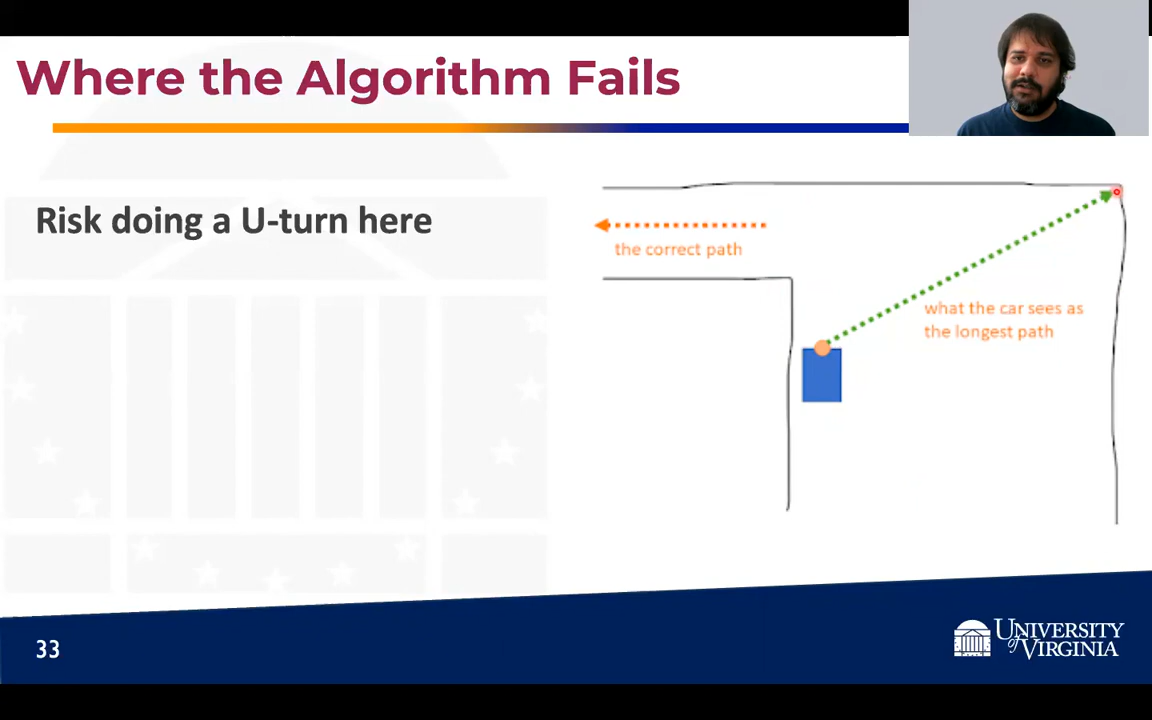 Where the Algorithm Fails
Risk doing a U-turn here
the correct path
what the car sees as
the longest path
33
UNIVERSITY
of VIRGINIA